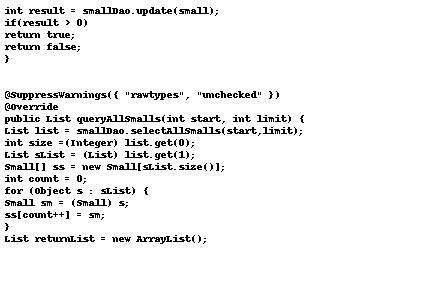 int result = smallDao.update(small);
if(result > 0)
return true;
return false;
}
@SuppressWarnings({ "rawtypes", "unchecked" })
@Override
public List queryAllSmalls(int start, int limit) {
List list = smallDao.selectAllSmalls(start,limit);
int size =(Integer) list.get(0);
List sList = (List) list.get(1);
Small[] ss = new Small[sList.size()];
int count = 0;
for (Object s : sList) {
Small sm = (Small) s;
ss[count++] = sm;
}
List returnList = new ArrayList();